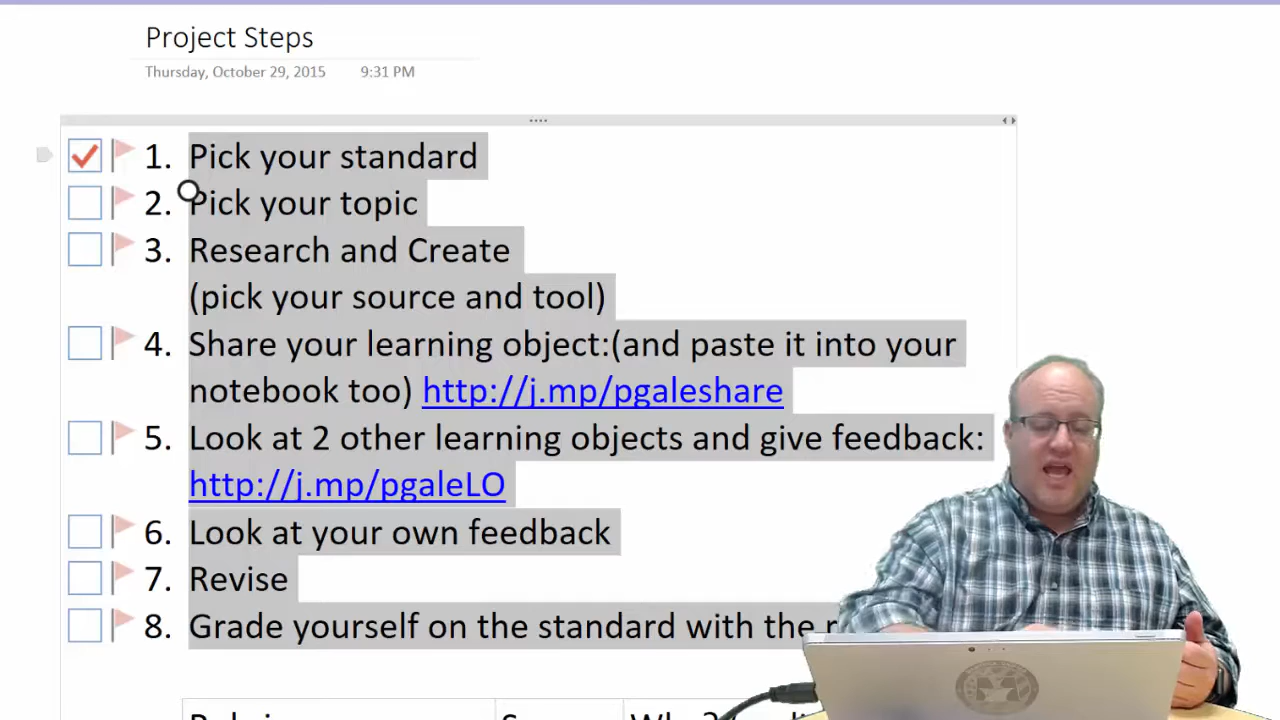 Project Steps
Thursday, October 29, 2015 9:31 PM
1. Pick your standard
2. Pick your topic
3. Research and Create
(pick your source and tool)
4. Share your learning object:(and paste it into your
notebook too) http://j.mp/pgaleshare
5. Look at 2 other learning objects and give feedback:
http://j.mp/pgaleLO
6. Look at your own feedback
7. Revise
8. Grade yourself on the standard with the